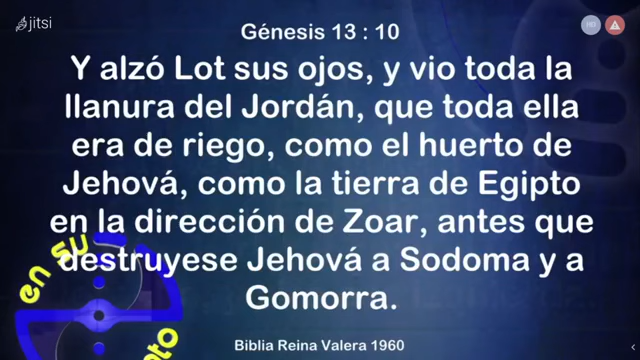 jitsi
HD
Génesis 13 : 10
Y alzó Lot sus ojos, y vio toda la
llanura del Jordán, que toda ella
era de riego, como el huerto de
Jehová, como la tierra de Egipto
en la dirección de Zoar, antes que
destruyese Jehová a Sodoma y a
Gomorra.
en su
Biblia Reina Valera 1960